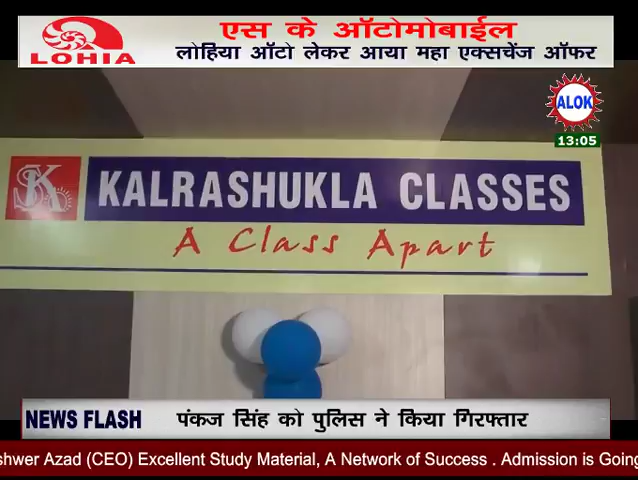 एस के ऑटोमोबाईल
LOHIA
लोहिया ऑटो लेकर आया महा एक्सचेंज ऑफर
ALOK
13:05
SK
KALRASHUKLA CLASSES
A Class Apart
NEWS FLASH
पंकज सिंह को पुलिस ने किया गिरफ्तार
shwer Azad (CEO) Excellent Study Material, A Network of Success . Admission is Going